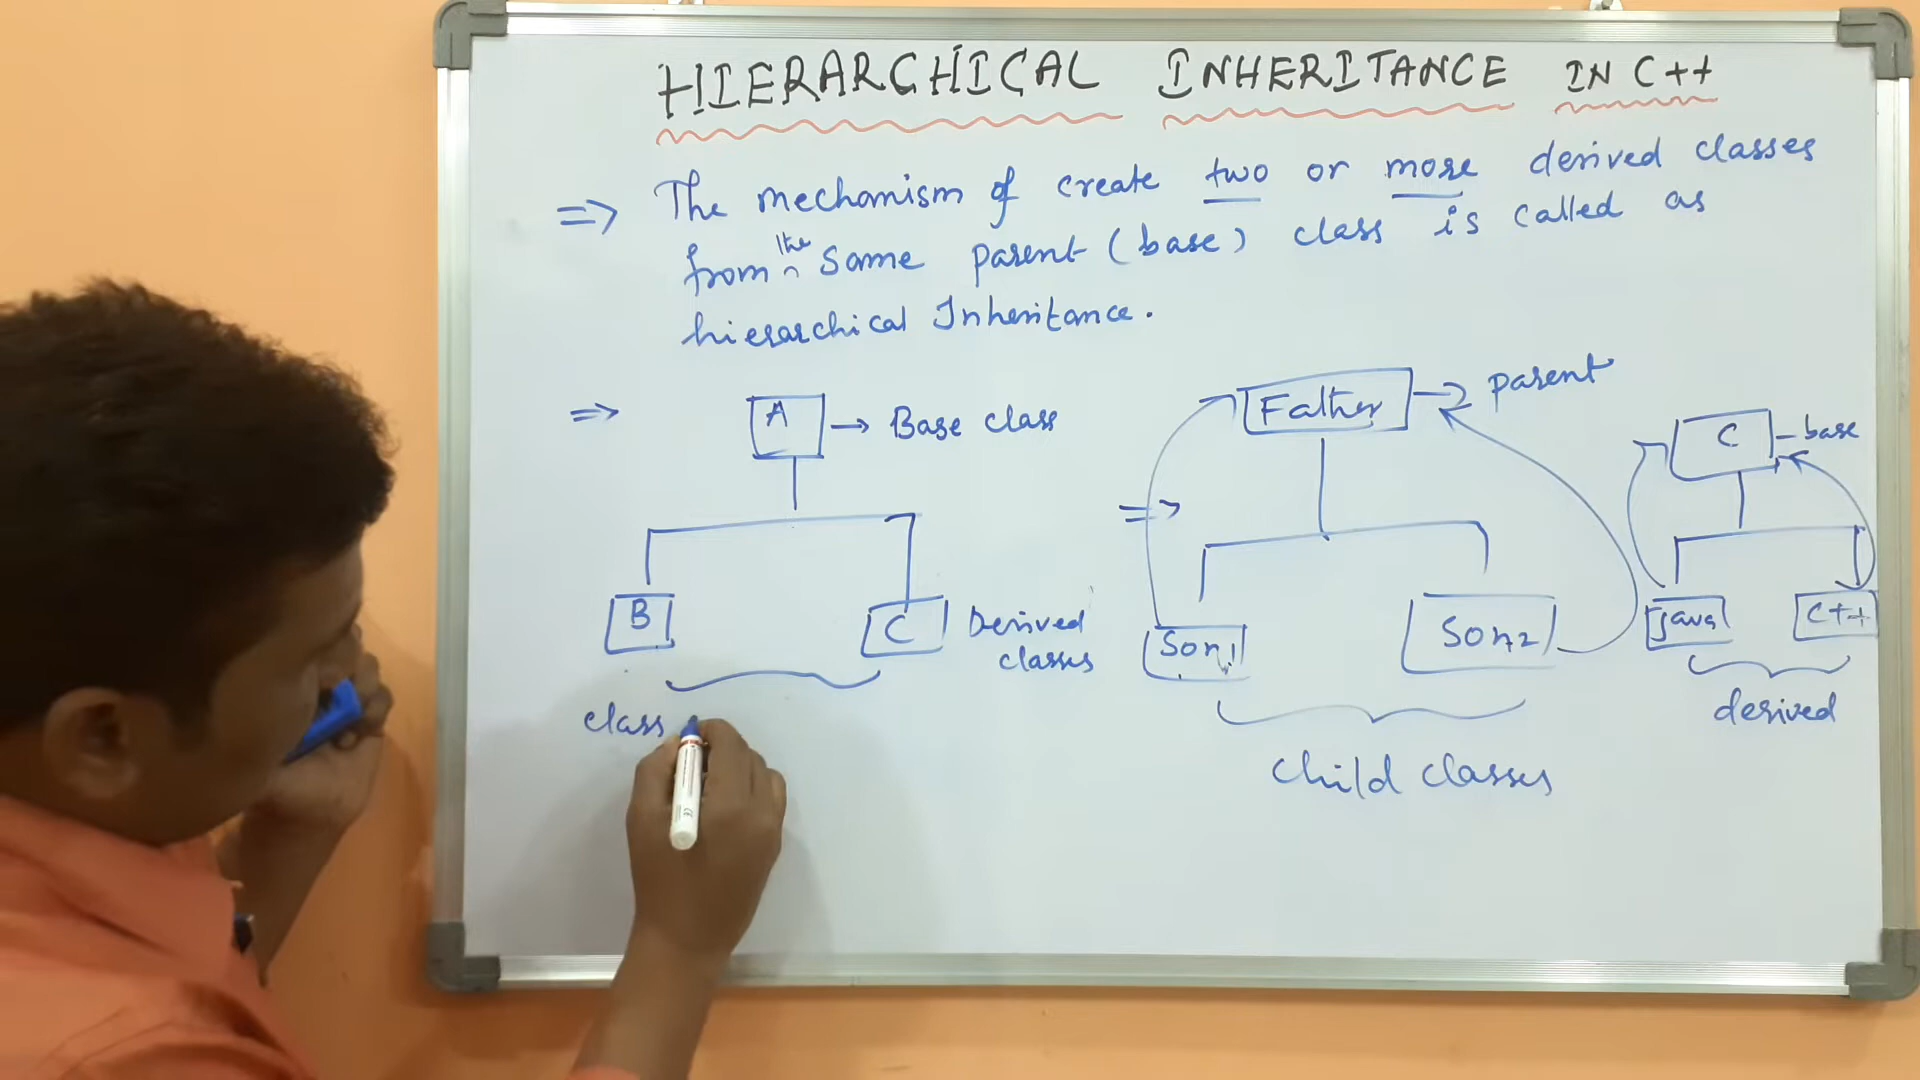 HIERARCHICAL INHERITANCE IN C++
=> The mechanism of create two or more derived classes
from the same parent (base) class is called as
hierarchical Inheritance.
=> A → Base class
B C Derived
classes
class
=> Father → parent
Son1 Son2
child classes
C - base
Java C++
derived